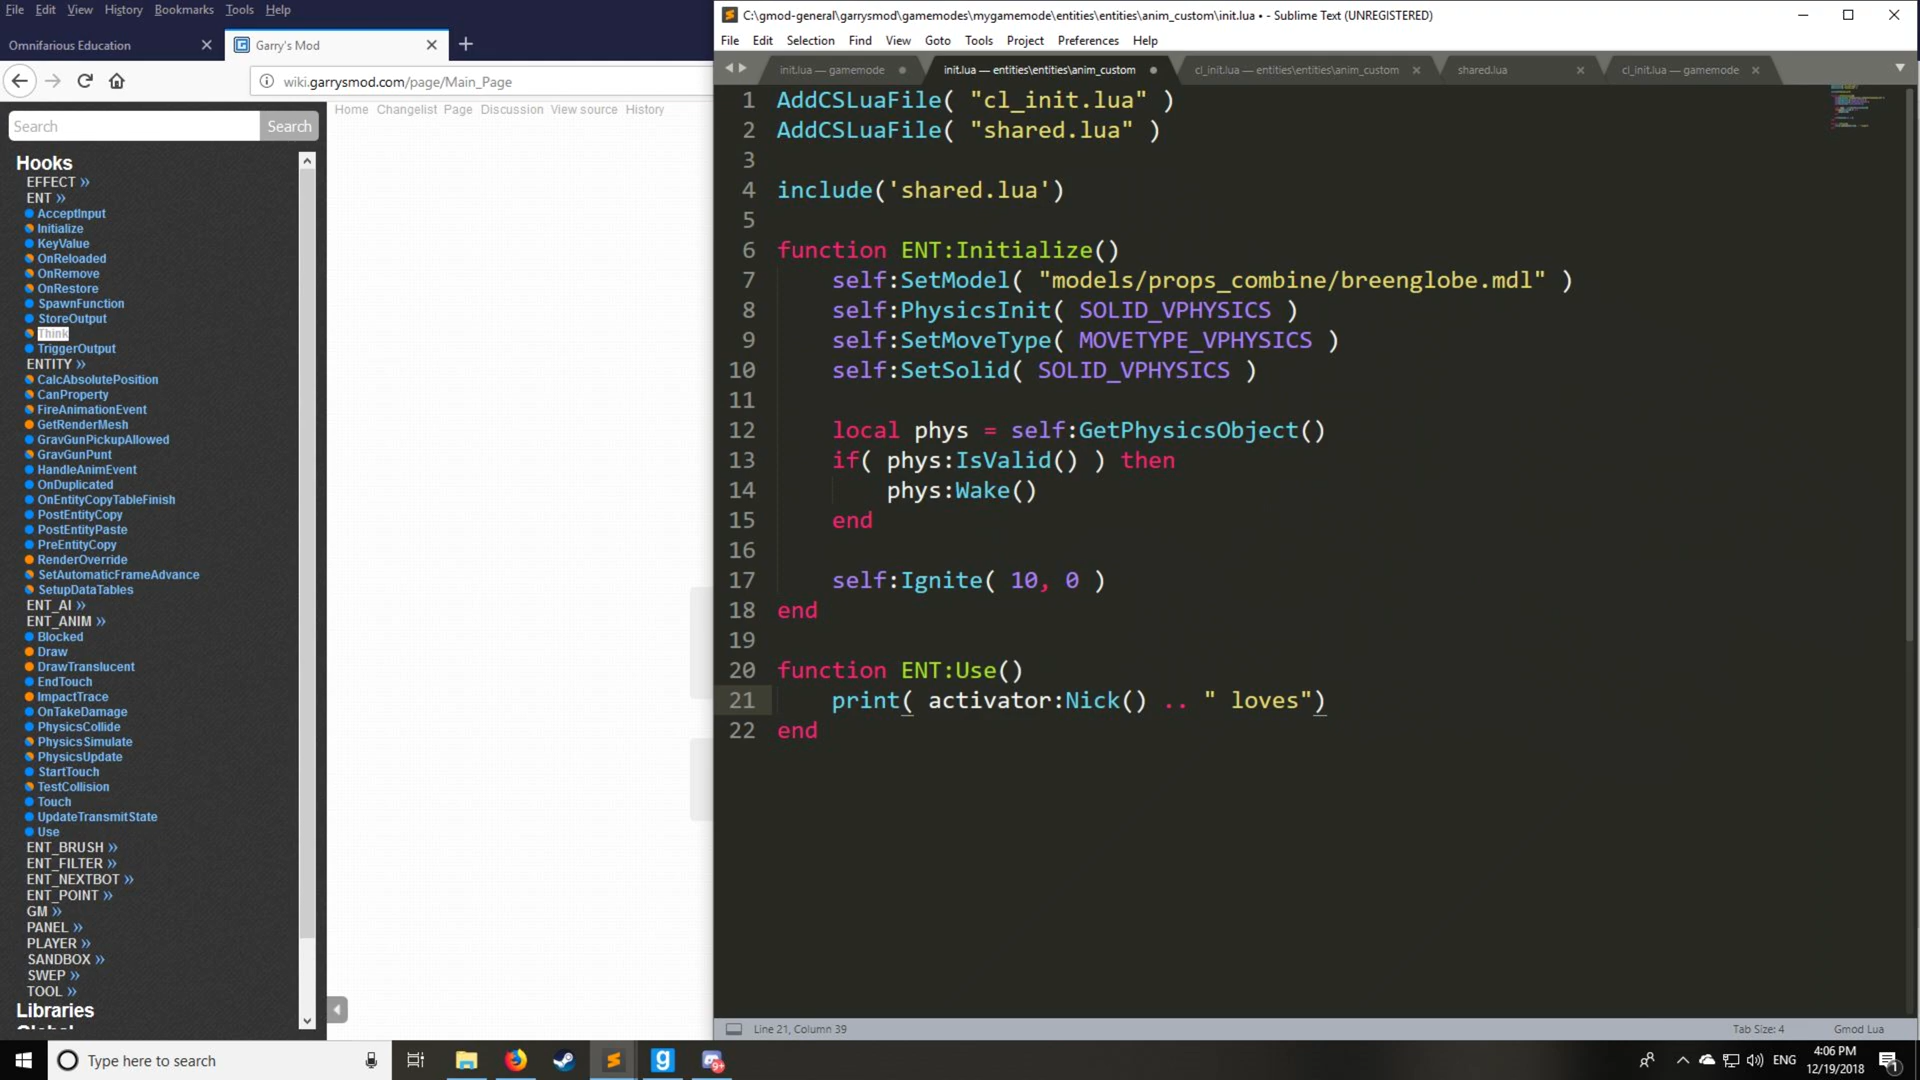 File Edit View History Bookmarks Tools Help
Omnifarious Education
Garry's Mod
wiki.garrysmod.com/page/Main_Page
Search Search
Home Changelist Page Discussion View source History
Hooks
EFFECT »
ENT »
AcceptInput
Initialize
KeyValue
OnReloaded
OnRemove
OnRestore
SpawnFunction
StoreOutput
Think
TriggerOutput
ENTITY »
CalcAbsolutePosition
CanProperty
FireAnimationEvent
GetRenderMesh
GravGunPickupAllowed
GravGunPunt
HandleAnimEvent
OnDuplicated
OnEntityCopyTableFinish
PostEntityCopy
PostEntityPaste
PreEntityCopy
RenderOverride
SetAutomaticFrameAdvance
SetupDataTables
ENT_AI »
ENT_ANIM »
Blocked
Draw
DrawTranslucent
EndTouch
ImpactTrace
OnTakeDamage
PhysicsCollide
PhysicsSimulate
PhysicsUpdate
StartTouch
TestCollision
Touch
UpdateTransmitState
Use
ENT_BRUSH »
ENT_FILTER »
ENT_NEXTBOT »
ENT_POINT »
GM »
PANEL »
PLAYER »
SANDBOX »
SWEP »
TOOL »
Libraries
Global
C:\gmod-general\garrysmod\gamemodes\mygamemode\entities\entities\anim_custom\init.lua • - Sublime Text (UNREGISTERED)
File Edit Selection Find View Goto Tools Project Preferences Help
init.lua — gamemode
init.lua — entities\entities\anim_custom
cl_init.lua — entities\entities\anim_custom
shared.lua
cl_init.lua — gamemode
1 AddCSLuaFile( "cl_init.lua" )
2 AddCSLuaFile( "shared.lua" )
3
4 include('shared.lua')
5
6 function ENT:Initialize()
7 self:SetModel( "models/props_combine/breenglobe.mdl" )
8 self:PhysicsInit( SOLID_VPHYSICS )
9 self:SetMoveType( MOVETYPE_VPHYSICS )
10 self:SetSolid( SOLID_VPHYSICS )
11
12 local phys = self:GetPhysicsObject()
13 if( phys:IsValid() ) then
14 phys:Wake()
15 end
16
17 self:Ignite( 10, 0 )
18 end
19
20 function ENT:Use()
21 print( activator:Nick() .. " loves")
22 end
Line 21, Column 39
Tab Size: 4
Gmod Lua
Type here to search
9+
ENG
4:06 PM
12/19/2018
1